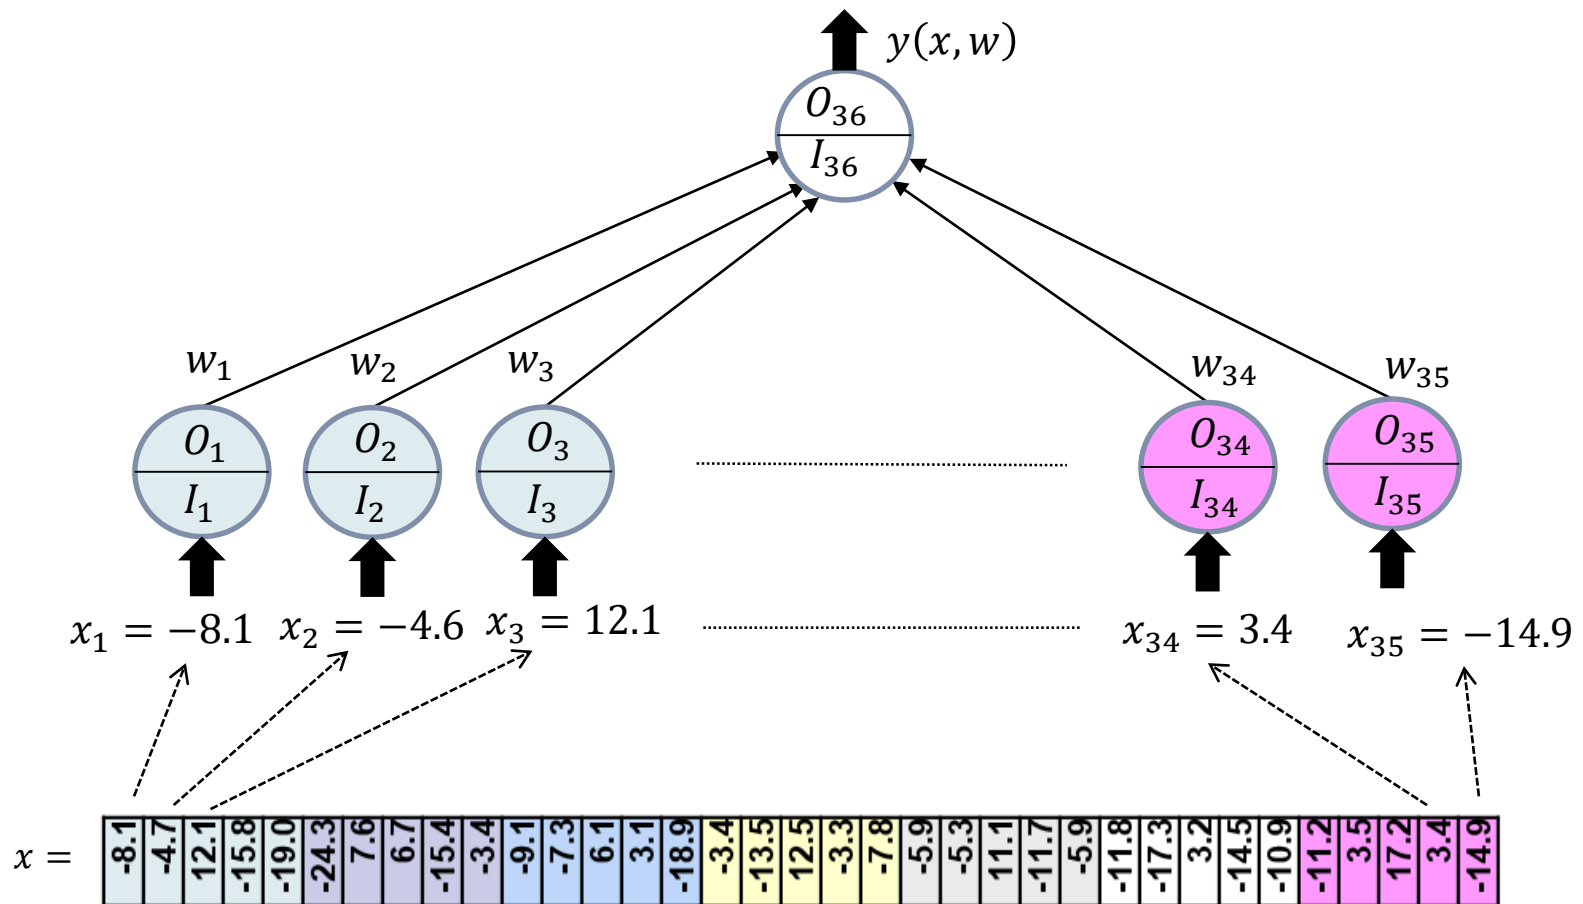 y(x, w)
O₃₆
I₃₆
w₁ w₂ w₃ w₃₄ w₃₅
O₁ O₂ O₃ O₃₄ O₃₅
I₁ I₂ I₃ I₃₄ I₃₅
x₁ = −8.1 x₂ = −4.6 x₃ = 12.1 x₃₄ = 3.4 x₃₅ = −14.9
x = -8.1 -4.7 12.1 -15.8 -19.0 -24.3 7.6 6.7 -15.4 -3.4 -9.1 -7.3 6.1 3.1 -18.9 -3.4 -13.5 12.5 -3.3 -7.8 -5.9 -5.3 11.1 -11.7 -5.9 -11.8 -17.3 3.2 -14.5 -10.9 -11.2 3.5 17.2 3.4 -14.9